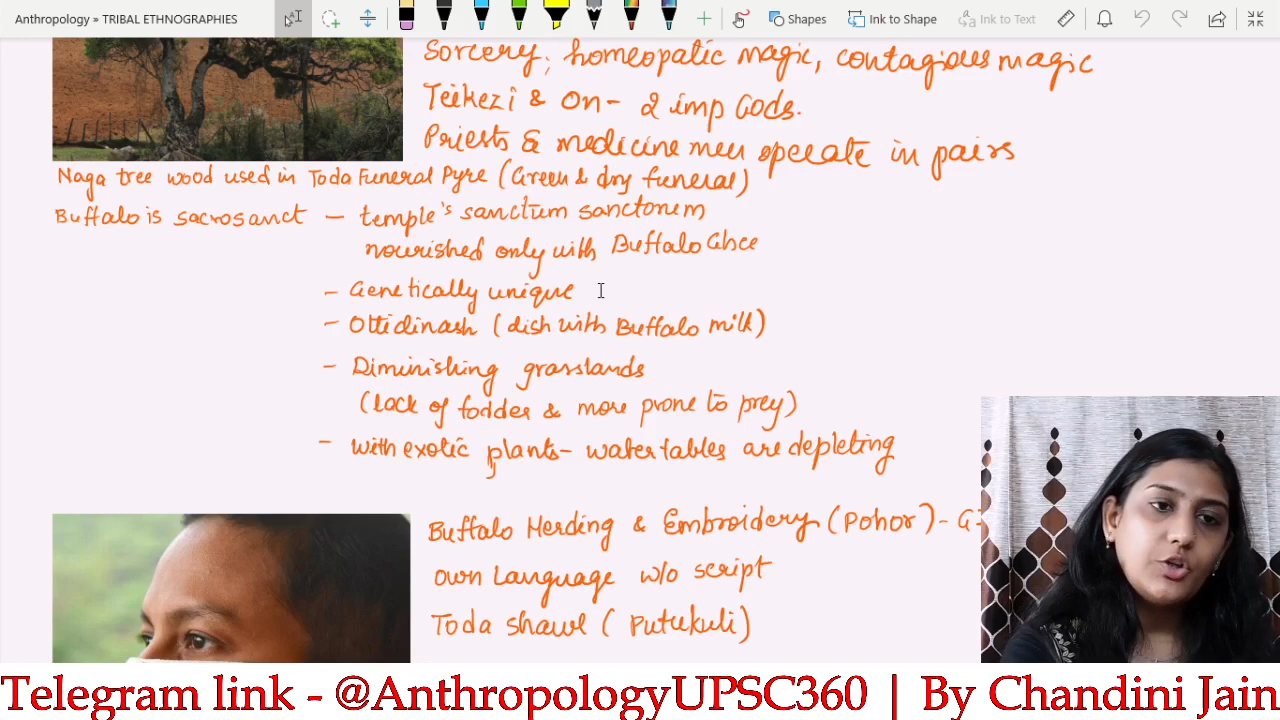 Anthropology » TRIBAL ETHNOGRAPHIES
Shapes
Ink to Shape
Ink to Text
Sorcery, homeopatic magic, contagious magic
Teikezi & On - 2 imp Gods.
Priests & medicine men operate in pairs
Naga tree wood used in Toda Funeral Pyre (Green & dry funeral)
Buffalo is sacrosanct - temple's sanctum sanctonem
nourished only with Buffalo Ghee
- Genetically unique
- Ottidinash (dish with Buffalo milk)
- Diminishing grasslands
(lack of fodder & more prone to prey)
- with exotic plants - water tables are depleting
Buffalo Herding & Embroidery (Pohor) - G
own Language w/o script
Toda shawl (Putukuli)
Telegram link - @AnthropologyUPSC360 | By Chandini Jain